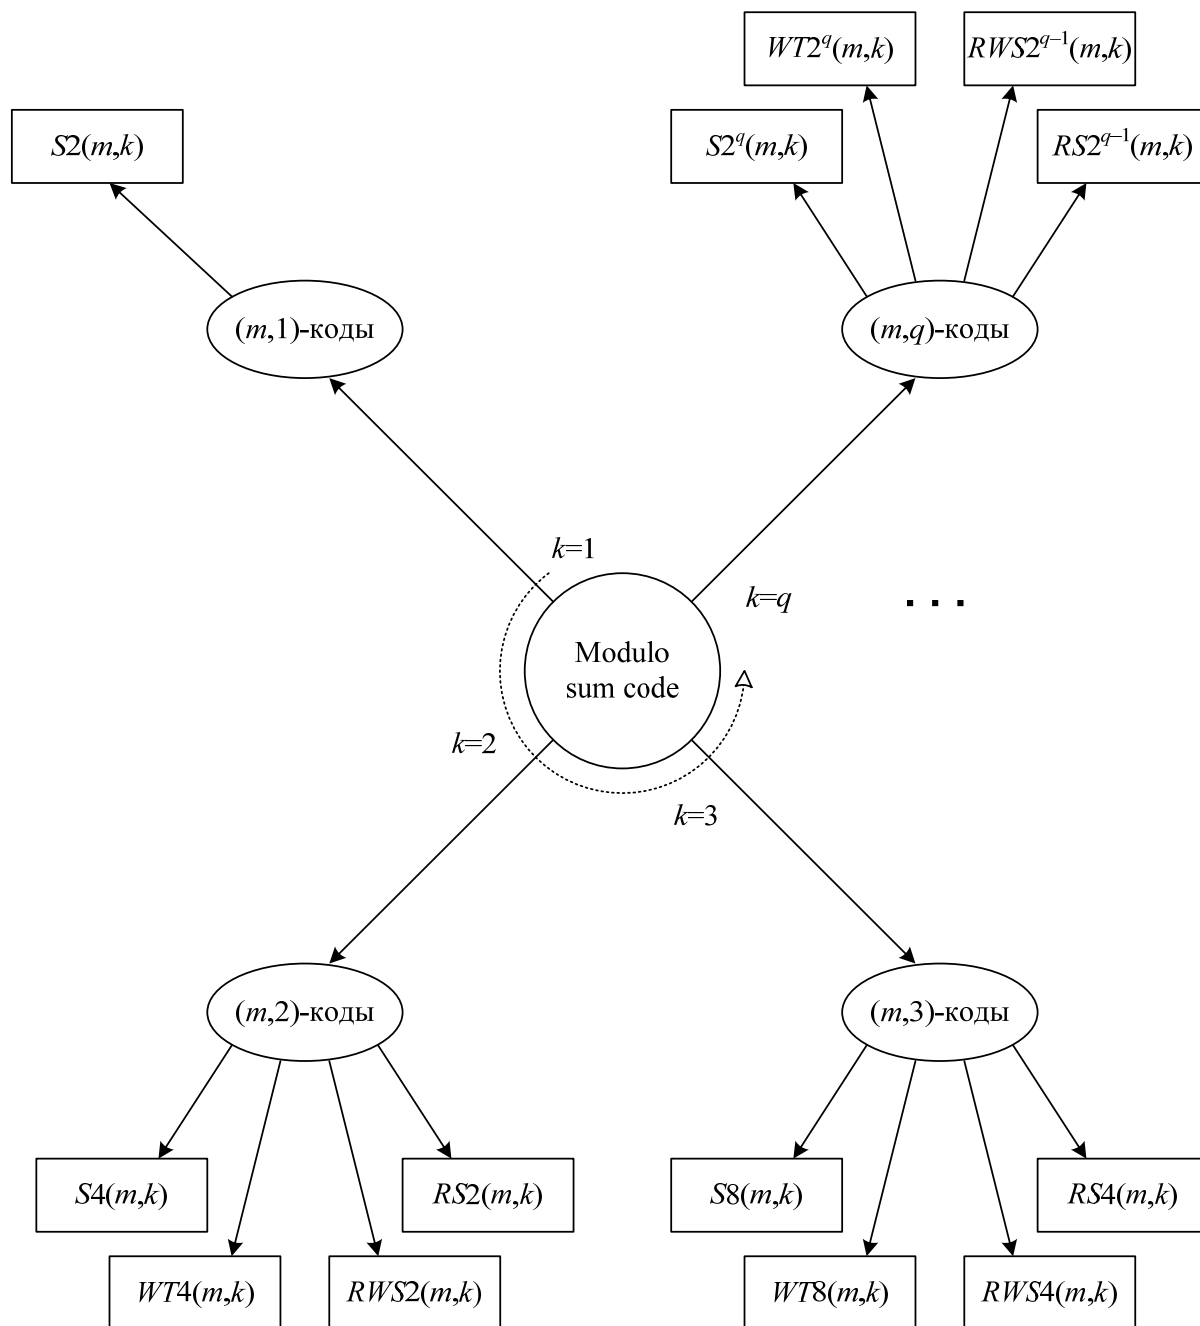 WT2^q(m,k)
RWS2^{q–1}(m,k)
S2(m,k)
S2^q(m,k)
RS2^{q–1}(m,k)
(m,1)-коды
(m,q)-коды
k=1
k=q
. . .
Modulo
sum code
k=2
k=3
(m,2)-коды
(m,3)-коды
S4(m,k)
RS2(m,k)
S8(m,k)
RS4(m,k)
WT4(m,k)
RWS2(m,k)
WT8(m,k)
RWS4(m,k)